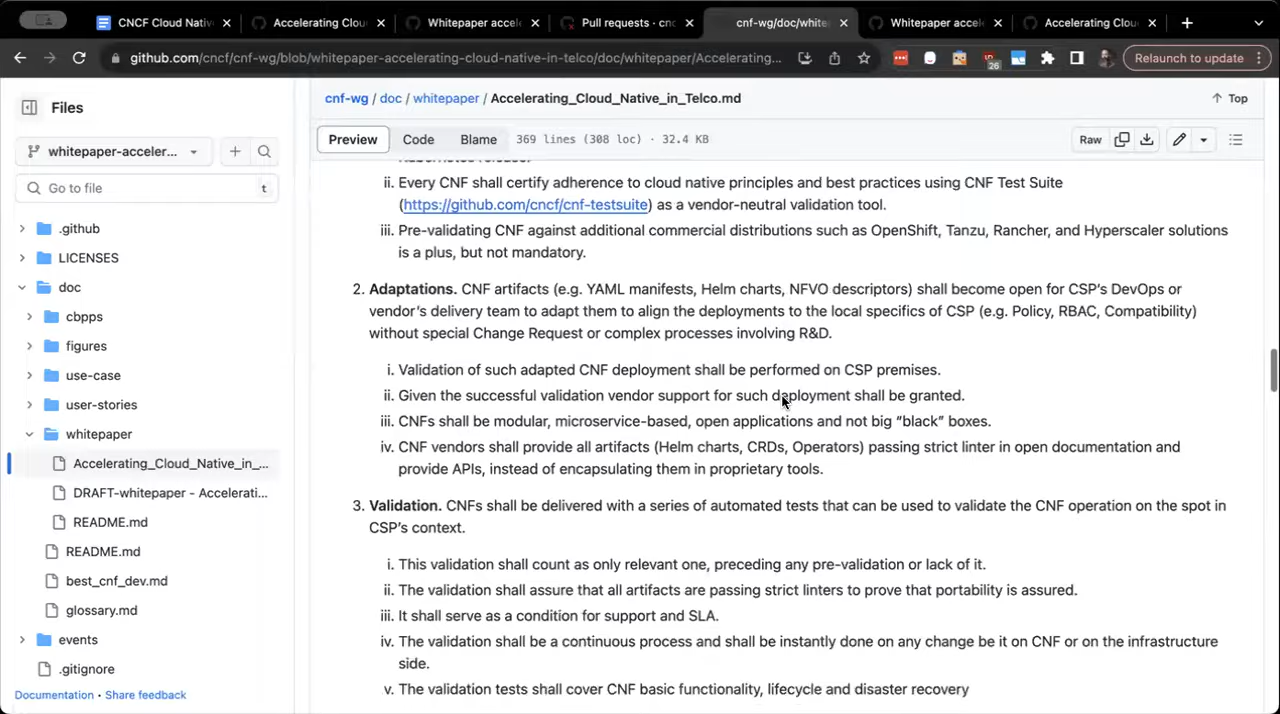 CNCF Cloud Nativ
Accelerating Clou
Whitepaper accel
Pull requests · cnc
cnf-wg/doc/white
Whitepaper accel
Accelerating Clou
github.com/cncf/cnf-wg/blob/whitepaper-accelerating-cloud-native-in-telco/doc/whitepaper/Accelerating...
26
Relaunch to update
Files
whitepaper-acceler...
Go to file
t
.github
LICENSES
doc
cbpps
figures
use-case
user-stories
whitepaper
Accelerating_Cloud_Native_in_...
DRAFT-whitepaper - Accelerati...
README.md
README.md
best_cnf_dev.md
glossary.md
events
.gitignore
Documentation · Share feedback
cnf-wg / doc / whitepaper / Accelerating_Cloud_Native_in_Telco.md
Top
Preview
Code
Blame
369 lines (308 loc) · 32.4 KB
Raw
Kubernetes release.
ii. Every CNF shall certify adherence to cloud native principles and best practices using CNF Test Suite
(https://github.com/cncf/cnf-testsuite) as a vendor-neutral validation tool.
iii. Pre-validating CNF against additional commercial distributions such as OpenShift, Tanzu, Rancher, and Hyperscaler solutions
is a plus, but not mandatory.
2. Adaptations. CNF artifacts (e.g. YAML manifests, Helm charts, NFVO descriptors) shall become open for CSP's DevOps or
vendor's delivery team to adapt them to align the deployments to the local specifics of CSP (e.g. Policy, RBAC, Compatibility)
without special Change Request or complex processes involving R&D.
i. Validation of such adapted CNF deployment shall be performed on CSP premises.
ii. Given the successful validation vendor support for such deployment shall be granted.
iii. CNFs shall be modular, microservice-based, open applications and not big “black” boxes.
iv. CNF vendors shall provide all artifacts (Helm charts, CRDs, Operators) passing strict linter in open documentation and
provide APIs, instead of encapsulating them in proprietary tools.
3. Validation. CNFs shall be delivered with a series of automated tests that can be used to validate the CNF operation on the spot in
CSP's context.
i. This validation shall count as only relevant one, preceding any pre-validation or lack of it.
ii. The validation shall assure that all artifacts are passing strict linters to prove that portability is assured.
iii. It shall serve as a condition for support and SLA.
iv. The validation shall be a continuous process and shall be instantly done on any change be it on CNF or on the infrastructure
side.
v. The validation tests shall cover CNF basic functionality, lifecycle and disaster recovery